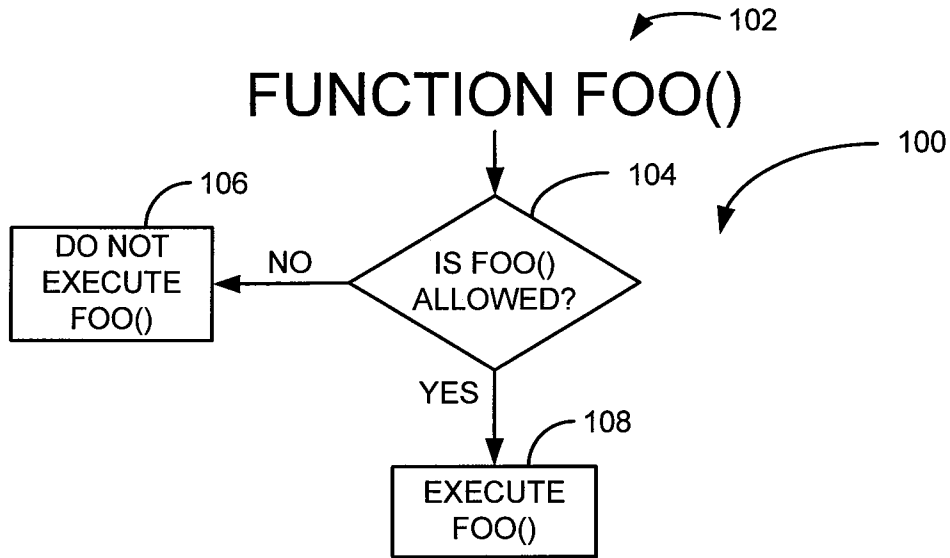 102
FUNCTION FOO()
100
104
106
DO NOT
EXECUTE
FOO()
NO
IS FOO()
ALLOWED?
YES
108
EXECUTE
FOO()